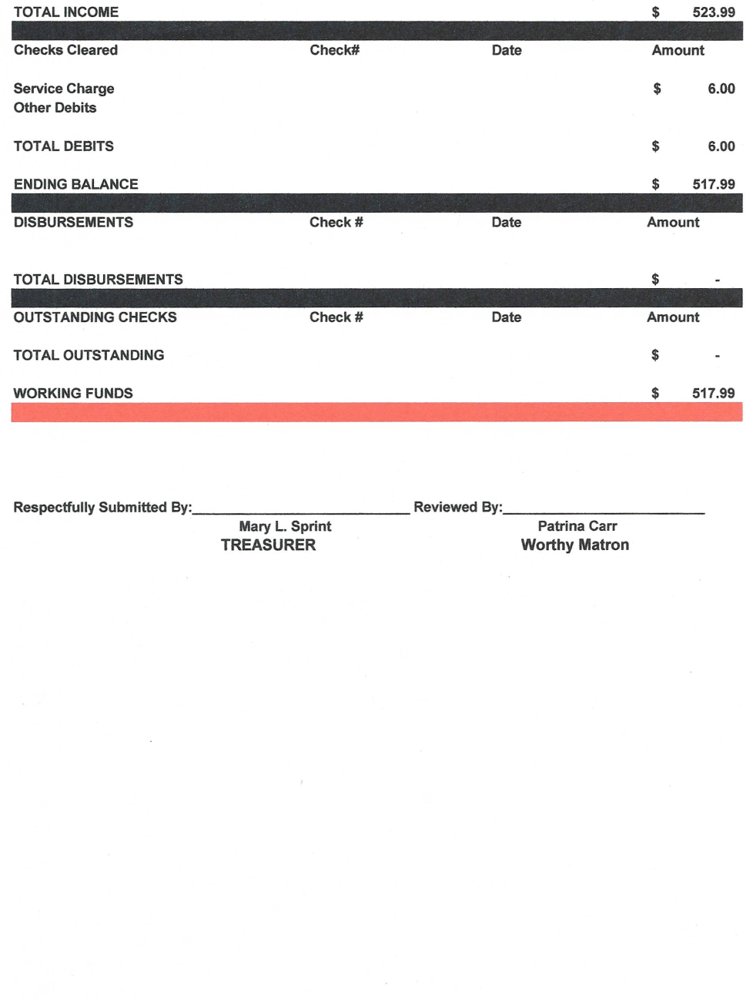 TOTAL INCOME $ 523.99
Checks Cleared Check# Date Amount
Service Charge $ 6.00
Other Debits
TOTAL DEBITS $ 6.00
ENDING BALANCE $ 517.99
DISBURSEMENTS Check # Date Amount
TOTAL DISBURSEMENTS $ -
OUTSTANDING CHECKS Check # Date Amount
TOTAL OUTSTANDING $ -
WORKING FUNDS $ 517.99
Respectfully Submitted By:____________________ Reviewed By:____________________
Mary L. Sprint Patrina Carr
TREASURER Worthy Matron